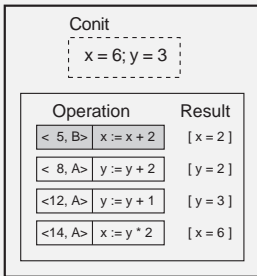 Conit
x = 6; y = 3
Operation Result
< 5, B> x := x + 2 [ x = 2 ]
< 8, A> y := y + 2 [ y = 2 ]
<12, A> y := y + 1 [ y = 3 ]
<14, A> x := y * 2 [ x = 6 ]